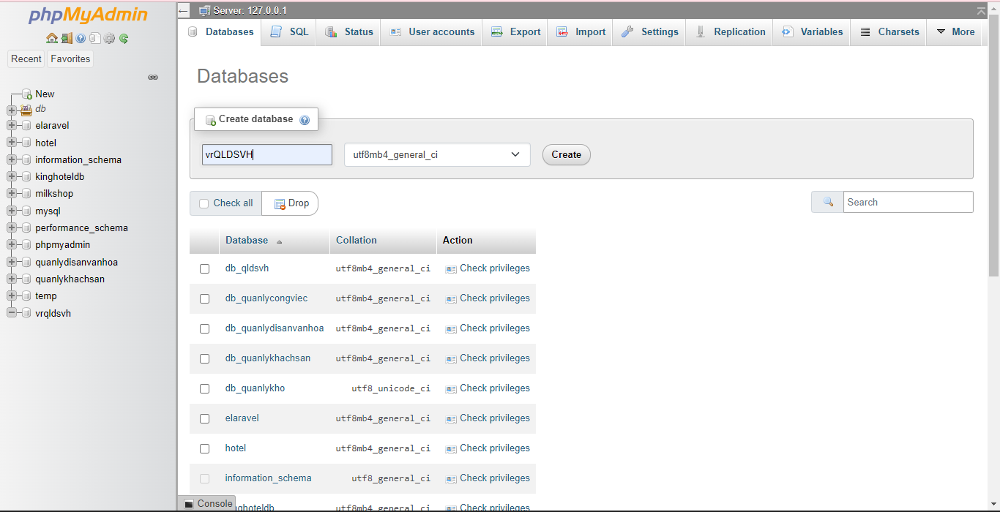 phpMyAdmin
Recent Favorites
New
db
elaravel
hotel
information_schema
kinghoteldb
milkshop
mysql
performance_schema
phpmyadmin
quanlydisanvanhoa
quanlykhachsan
temp
vrqldsvh
Server: 127.0.0.1
Databases SQL Status User accounts Export Import Settings Replication Variables Charsets More
Databases
Create database
vrQLDSVH utf8mb4_general_ci Create
Check all Drop Search
Database Collation Action
db_qldsvh utf8mb4_general_ci Check privileges
db_quanlycongviec utf8mb4_general_ci Check privileges
db_quanlydisanvanhoa utf8mb4_general_ci Check privileges
db_quanlykhachsan utf8mb4_general_ci Check privileges
db_quanlykho utf8_unicode_ci Check privileges
elaravel utf8mb4_general_ci Check privileges
hotel utf8mb4_general_ci Check privileges
information_schema utf8_general_ci Check privileges
nghoteldb utf8mb4_general_ci Check privileges
Console